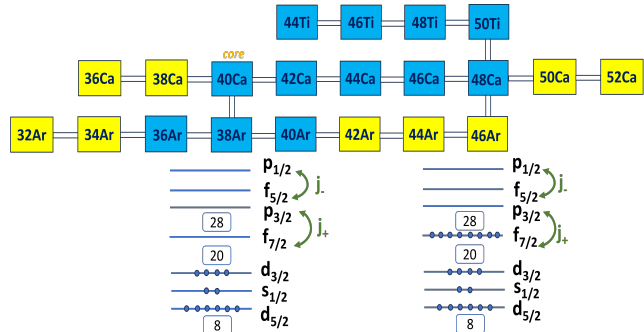 44Ti 46Ti 48Ti 50Ti
core
36Ca 38Ca 40Ca 42Ca 44Ca 46Ca 48Ca 50Ca 52Ca
32Ar 34Ar 36Ar 38Ar 40Ar 42Ar 44Ar 46Ar
p1/2 p1/2
j- j-
f5/2 f5/2
p3/2 p3/2
28 28
j+ j+
f7/2 f7/2
20 20
d3/2 d3/2
s1/2 s1/2
d5/2 d5/2
8 8